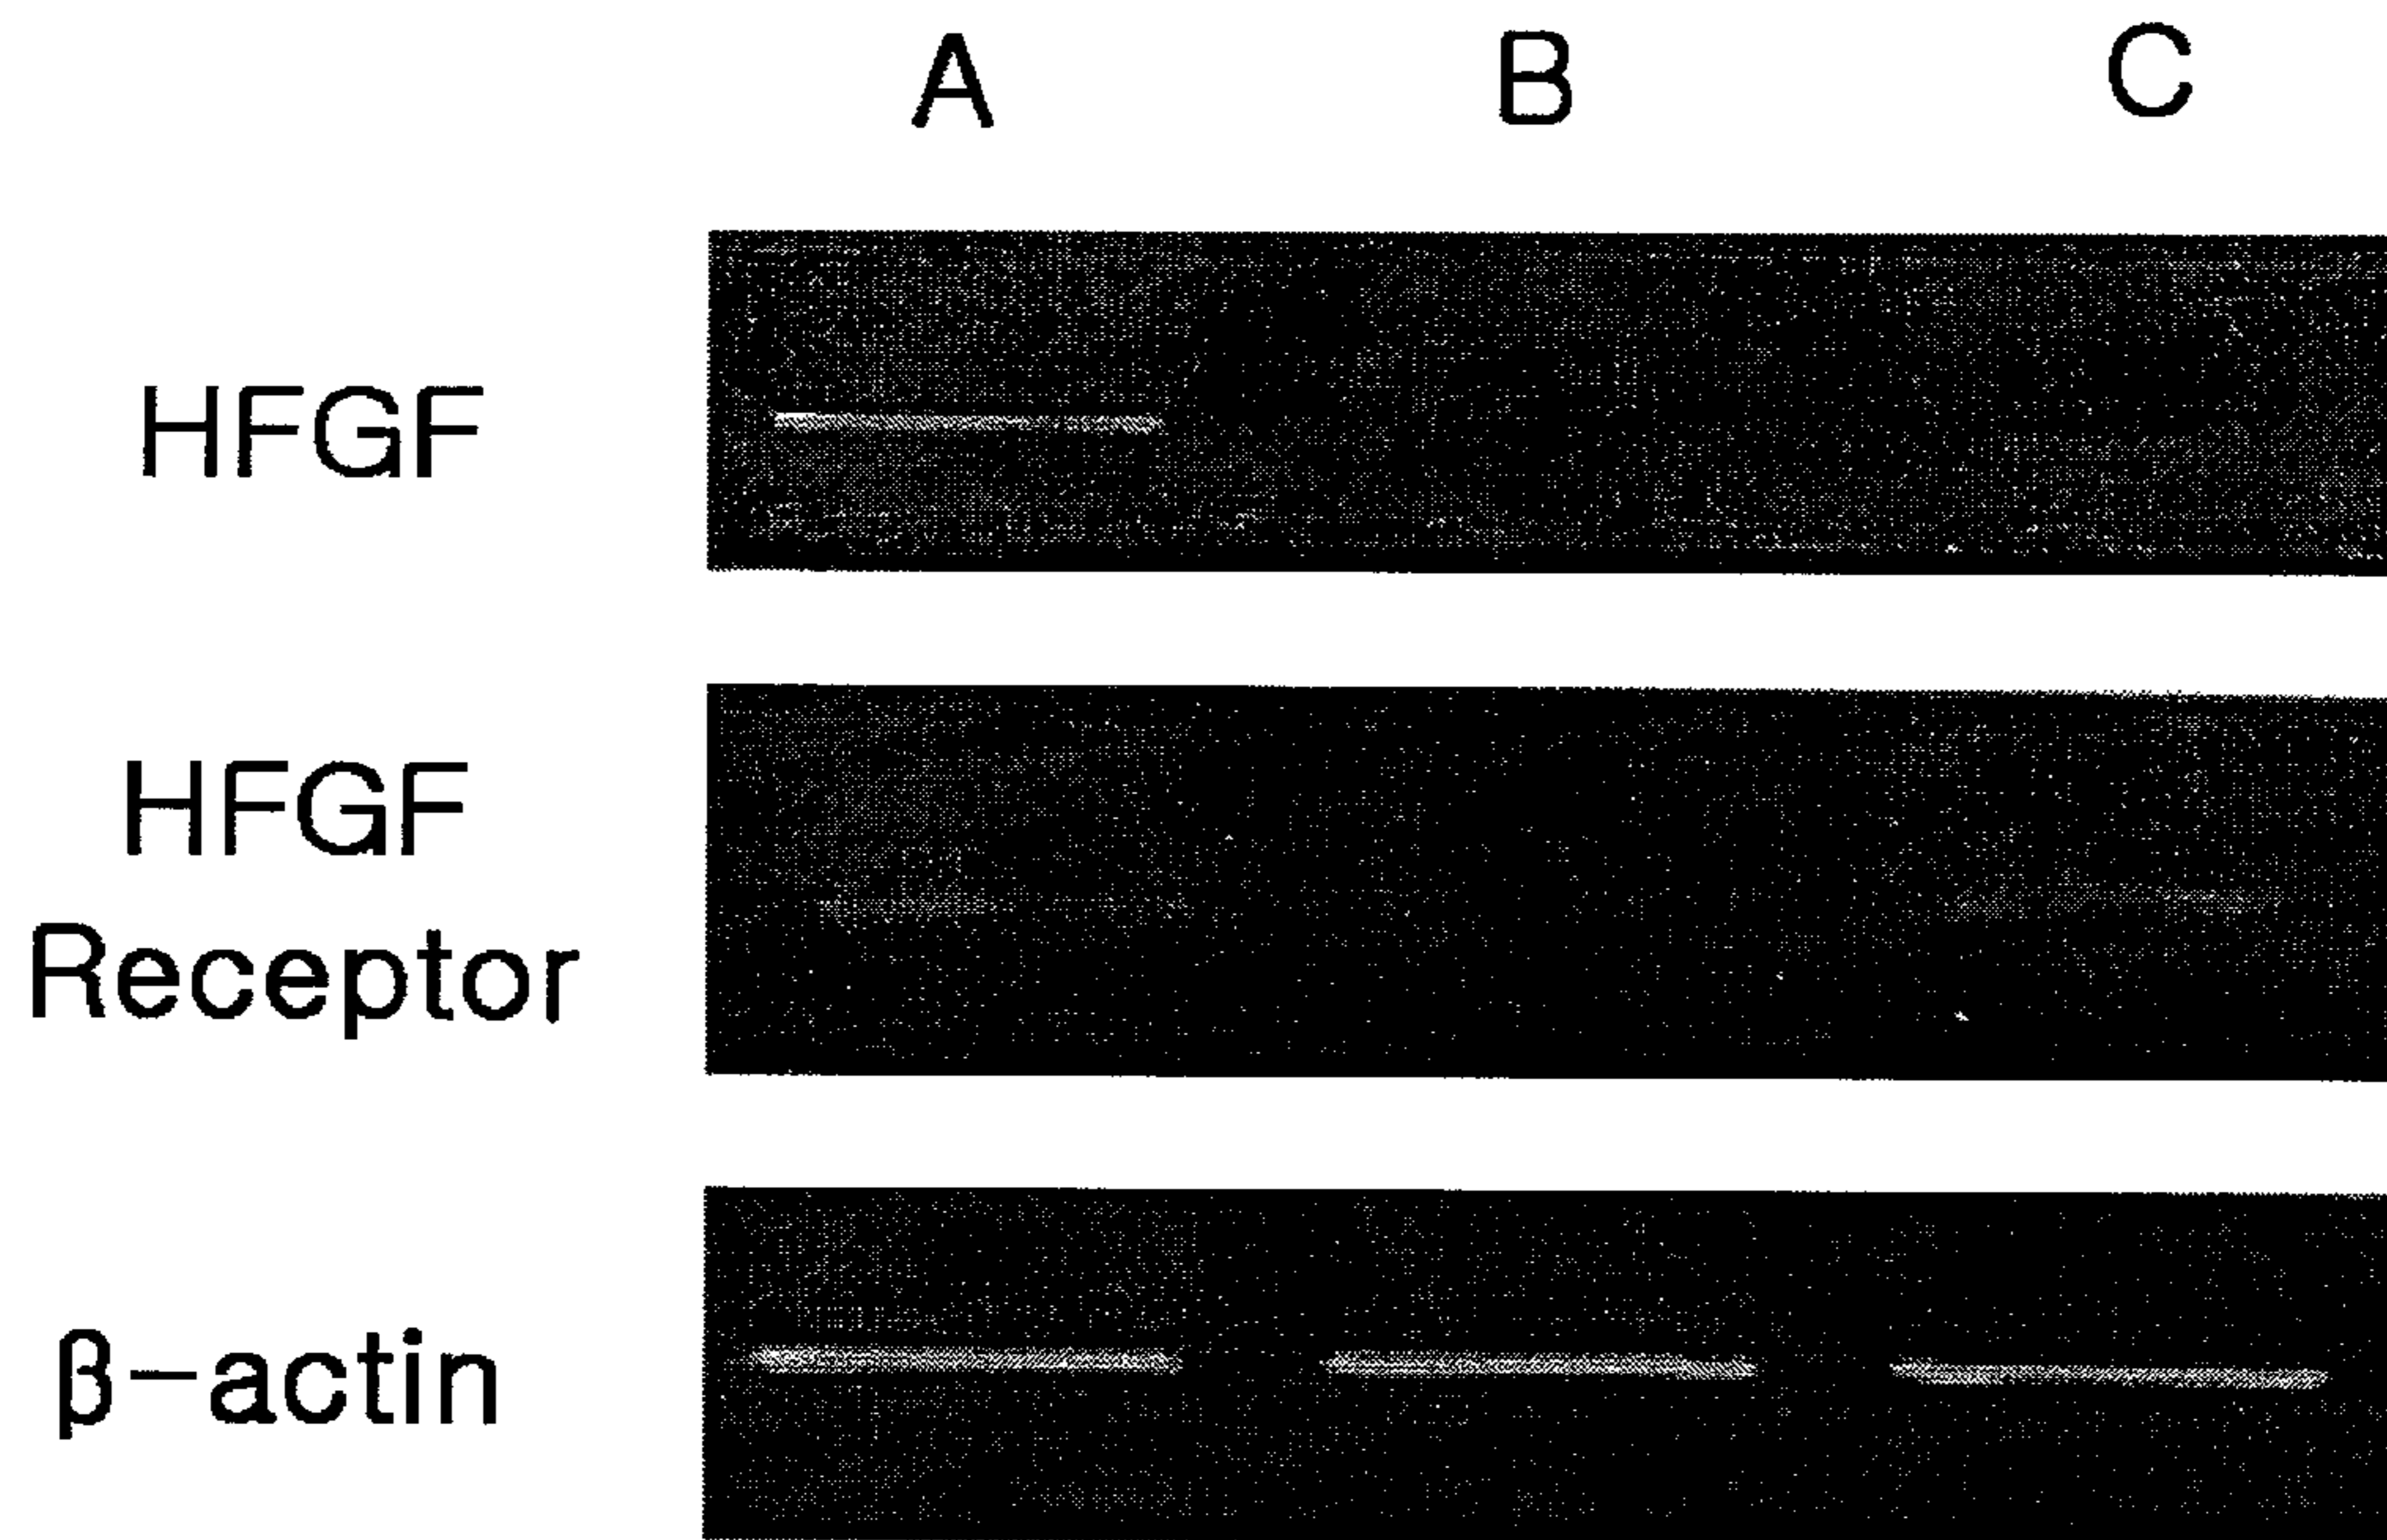 A B C
HFGF
HFGF
Receptor
β-actin